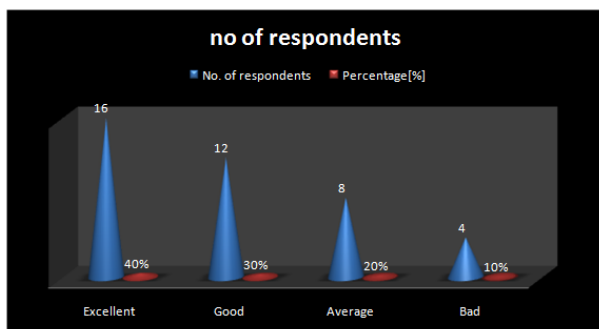 no of respondents
No. of respondents Percentage[%]
16
12
8
4
40%
30%
20%
10%
Excellent Good Average Bad